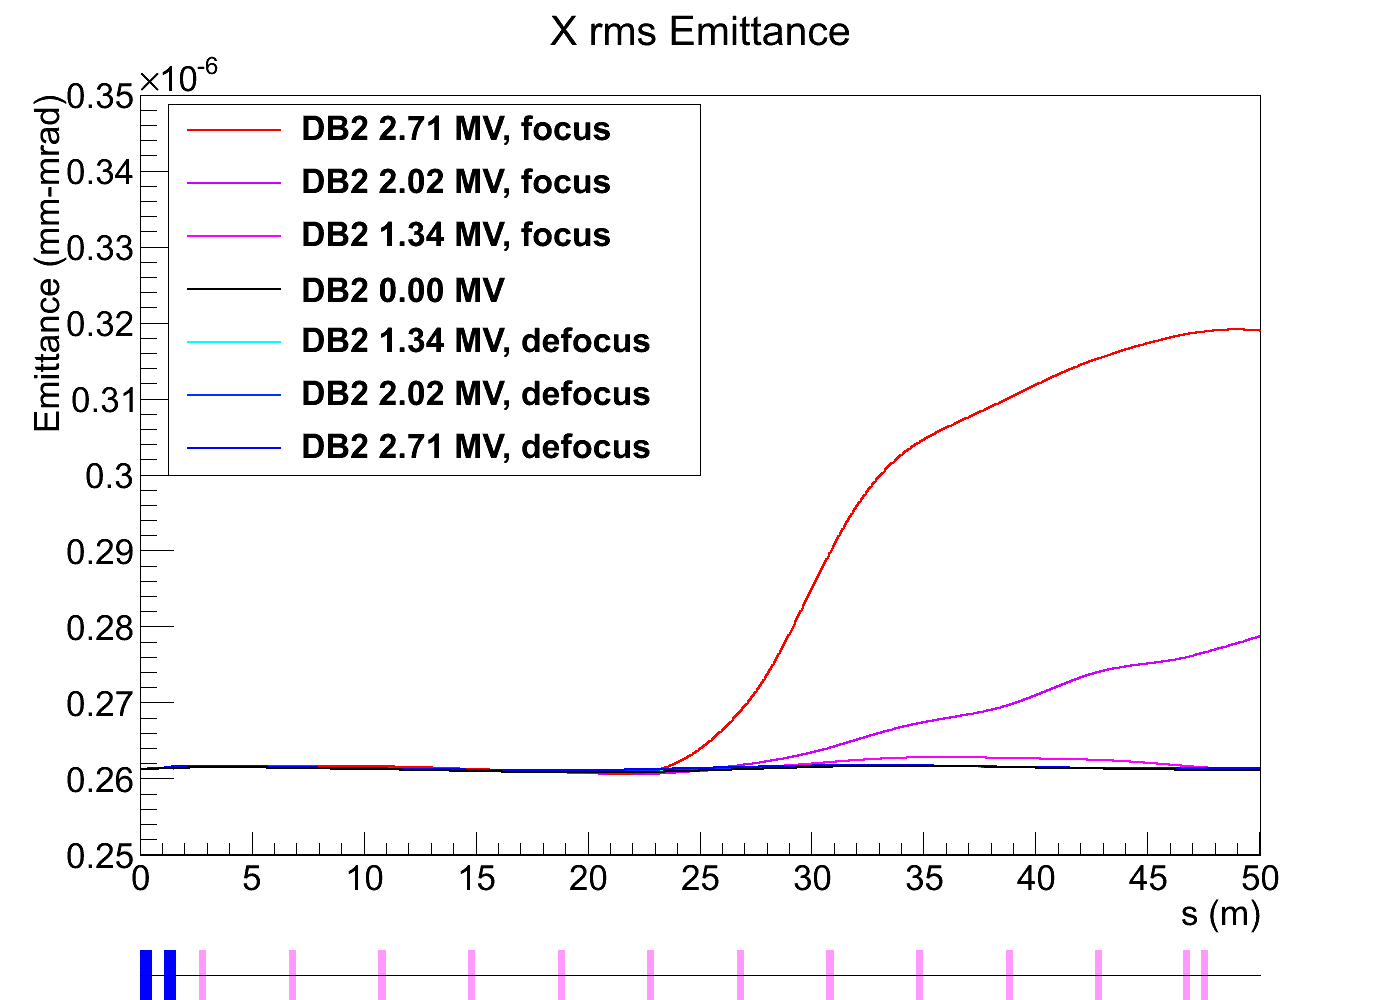 X rms Emittance
×10-6
Emittance (mm-mrad)
0.35
0.34
0.33
0.32
0.31
0.3
0.29
0.28
0.27
0.26
0.25
DB2 2.71 MV, focus
DB2 2.02 MV, focus
DB2 1.34 MV, focus
DB2 0.00 MV
DB2 1.34 MV, defocus
DB2 2.02 MV, defocus
DB2 2.71 MV, defocus
0 5 10 15 20 25 30 35 40 45 50
s (m)